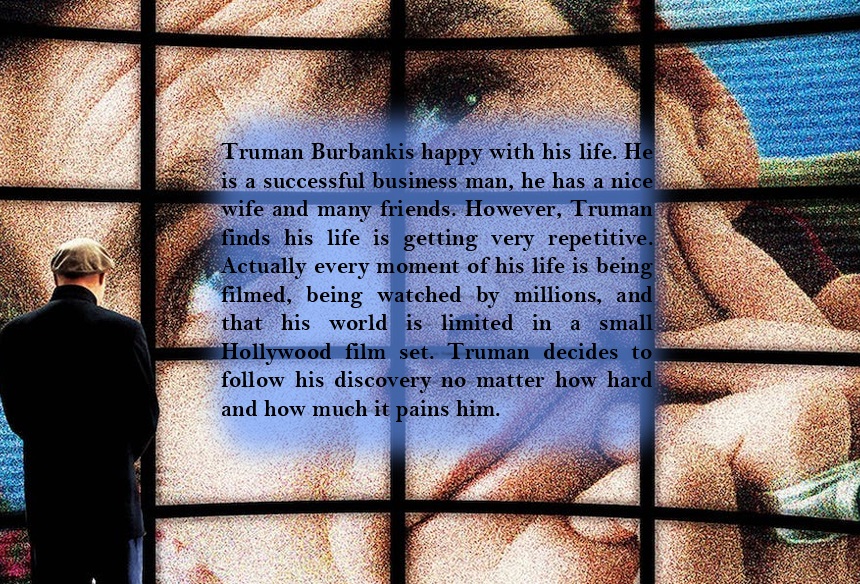 Truman Burbankis happy with his life. He
is a successful business man, he has a nice
wife and many friends. However, Truman
finds his life is getting very repetitive.
Actually every moment of his life is being
filmed, being watched by millions, and
that his world is limited in a small
Hollywood film set. Truman decides to
follow his discovery no matter how hard
and how much it pains him.